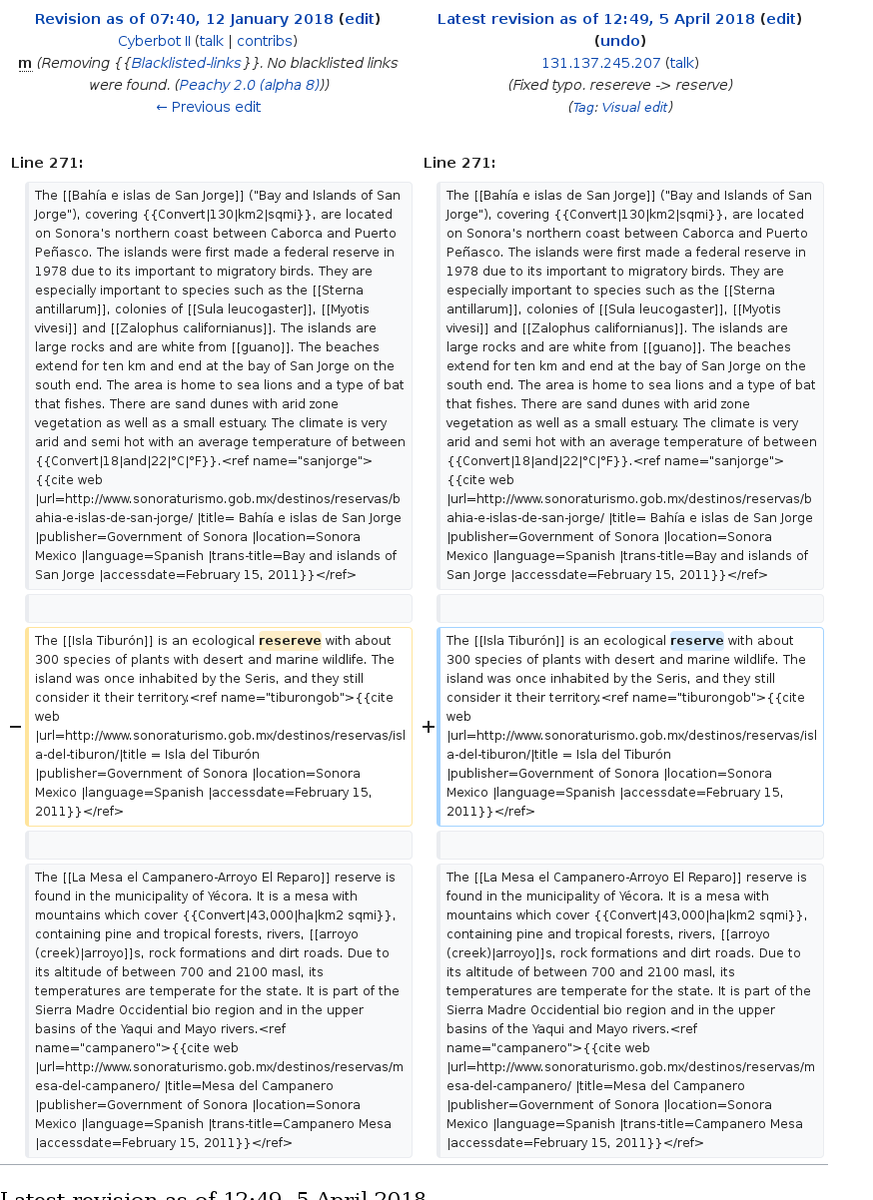 Revision as of 07:40, 12 January 2018 (edit)
Cyberbot II (talk | contribs)
m (Removing {{Blacklisted-links}}. No blacklisted links
were found. (Peachy 2.0 (alpha 8)))
← Previous edit
Latest revision as of 12:49, 5 April 2018 (edit)
(undo)
131.137.245.207 (talk)
(Fixed typo. resereve -> reserve)
(Tag: Visual edit)
Line 271:
Line 271:
The [[Bahía e islas de San Jorge]] ("Bay and Islands of San
Jorge"), covering {{Convert|130|km2|sqmi}}, are located
on Sonora's northern coast between Caborca and Puerto
Peñasco. The islands were first made a federal reserve in
1978 due to its important to migratory birds. They are
especially important to species such as the [[Sterna
antillarum]], colonies of [[Sula leucogaster]], [[Myotis
vivesi]] and [[Zalophus californianus]]. The islands are
large rocks and are white from [[guano]]. The beaches
extend for ten km and end at the bay of San Jorge on the
south end. The area is home to sea lions and a type of bat
that fishes. There are sand dunes with arid zone
vegetation as well as a small estuary. The climate is very
arid and semi hot with an average temperature of between
{{Convert|18|and|22|°C|°F}}.<ref name="sanjorge">
{{cite web
|url=http://www.sonoraturismo.gob.mx/destinos/reservas/b
ahia-e-islas-de-san-jorge/ |title= Bahía e islas de San Jorge
|publisher=Government of Sonora |location=Sonora
Mexico |language=Spanish |trans-title=Bay and islands of
San Jorge |accessdate=February 15, 2011}}</ref>
The [[Bahía e islas de San Jorge]] ("Bay and Islands of San
Jorge"), covering {{Convert|130|km2|sqmi}}, are located
on Sonora's northern coast between Caborca and Puerto
Peñasco. The islands were first made a federal reserve in
1978 due to its important to migratory birds. They are
especially important to species such as the [[Sterna
antillarum]], colonies of [[Sula leucogaster]], [[Myotis
vivesi]] and [[Zalophus californianus]]. The islands are
large rocks and are white from [[guano]]. The beaches
extend for ten km and end at the bay of San Jorge on the
south end. The area is home to sea lions and a type of bat
that fishes. There are sand dunes with arid zone
vegetation as well as a small estuary. The climate is very
arid and semi hot with an average temperature of between
{{Convert|18|and|22|°C|°F}}.<ref name="sanjorge">
{{cite web
|url=http://www.sonoraturismo.gob.mx/destinos/reservas/b
ahia-e-islas-de-san-jorge/ |title= Bahía e islas de San Jorge
|publisher=Government of Sonora |location=Sonora
Mexico |language=Spanish |trans-title=Bay and islands of
San Jorge |accessdate=February 15, 2011}}</ref>
−
The [[Isla Tiburón]] is an ecological resereve with about
300 species of plants with desert and marine wildlife. The
island was once inhabited by the Seris, and they still
consider it their territory.<ref name="tiburongob">{{cite
web
|url=http://www.sonoraturismo.gob.mx/destinos/reservas/isl
a-del-tiburon/|title = Isla del Tiburón
|publisher=Government of Sonora |location=Sonora
Mexico |language=Spanish |accessdate=February 15,
2011}}</ref>
+
The [[Isla Tiburón]] is an ecological reserve with about
300 species of plants with desert and marine wildlife. The
island was once inhabited by the Seris, and they still
consider it their territory.<ref name="tiburongob">{{cite
web
|url=http://www.sonoraturismo.gob.mx/destinos/reservas/isl
a-del-tiburon/|title = Isla del Tiburón
|publisher=Government of Sonora |location=Sonora
Mexico |language=Spanish |accessdate=February 15,
2011}}</ref>
The [[La Mesa el Campanero-Arroyo El Reparo]] reserve is
found in the municipality of Yécora. It is a mesa with
mountains which cover {{Convert|43,000|ha|km2 sqmi}},
containing pine and tropical forests, rivers, [[arroyo
(creek)|arroyo]]s, rock formations and dirt roads. Due to
its altitude of between 700 and 2100 masl, its
temperatures are temperate for the state. It is part of the
Sierra Madre Occidential bio region and in the upper
basins of the Yaqui and Mayo rivers.<ref
name="campanero">{{cite web
|url=http://www.sonoraturismo.gob.mx/destinos/reservas/m
esa-del-campanero/ |title=Mesa del Campanero
|publisher=Government of Sonora |location=Sonora
Mexico |language=Spanish |trans-title=Campanero Mesa
|accessdate=February 15, 2011}}</ref>
The [[La Mesa el Campanero-Arroyo El Reparo]] reserve is
found in the municipality of Yécora. It is a mesa with
mountains which cover {{Convert|43,000|ha|km2 sqmi}},
containing pine and tropical forests, rivers, [[arroyo
(creek)|arroyo]]s, rock formations and dirt roads. Due to
its altitude of between 700 and 2100 masl, its
temperatures are temperate for the state. It is part of the
Sierra Madre Occidential bio region and in the upper
basins of the Yaqui and Mayo rivers.<ref
name="campanero">{{cite web
|url=http://www.sonoraturismo.gob.mx/destinos/reservas/m
esa-del-campanero/ |title=Mesa del Campanero
|publisher=Government of Sonora |location=Sonora
Mexico |language=Spanish |trans-title=Campanero Mesa
|accessdate=February 15, 2011}}</ref>
Latest revision as of 12:49, 5 April 2018